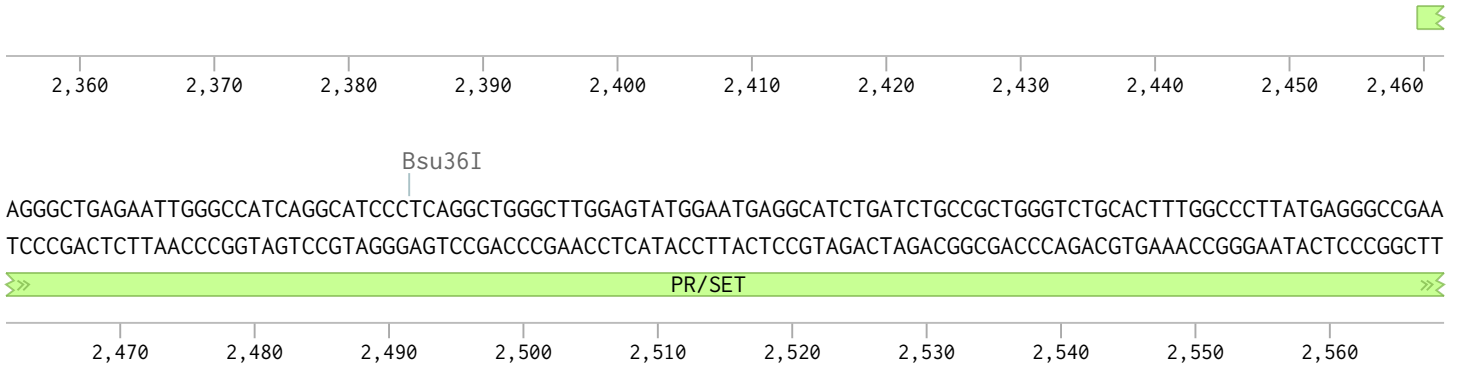 2,360 2,370 2,380 2,390 2,400 2,410 2,420 2,430 2,440 2,450 2,460
Bsu36I
AGGGCTGAGAATTGGGCCATCAGGCATCCCTCAGGCTGGGCTTGGAGTATGGAATGAGGCATCTGATCTGCCGCTGGGTCTGCACTTTGGCCCTTATGAGGGCCGAA
TCCCGACTCTTAACCCGGTAGTCCGTAGGGAGTCCGACCCGAACCTCATACCTTACTCCGTAGACTAGACGGCGACCCAGACGTGAAACCGGGAATACTCCCGGCTT
PR/SET
2,470 2,480 2,490 2,500 2,510 2,520 2,530 2,540 2,550 2,560